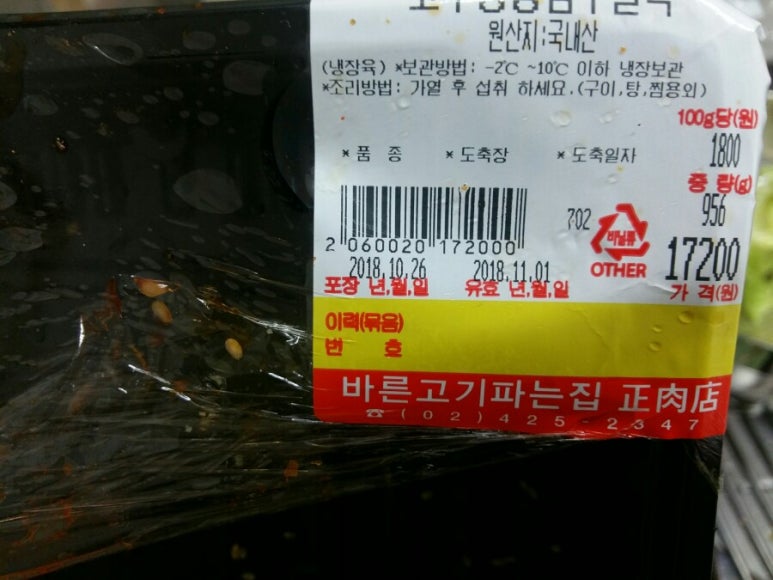 원산지:국내산
(냉장육) *보관방법: -2℃ ~10℃ 이하 냉장보관
*조리방법: 가열 후 섭취 하세요.(구이,탕,찜용외)
100g당(원)
1800
*품 종 *도축장 *도축일자
중 량(g)
956
702
비닐류
OTHER
2 060020 172000
17200
가 격(원)
2018.10.26 2018.11.01
포장 년,월,일 유효 년,월,일
이력(묶음)
번 호
바른고기파는집 正肉店
☎(02)425-2347